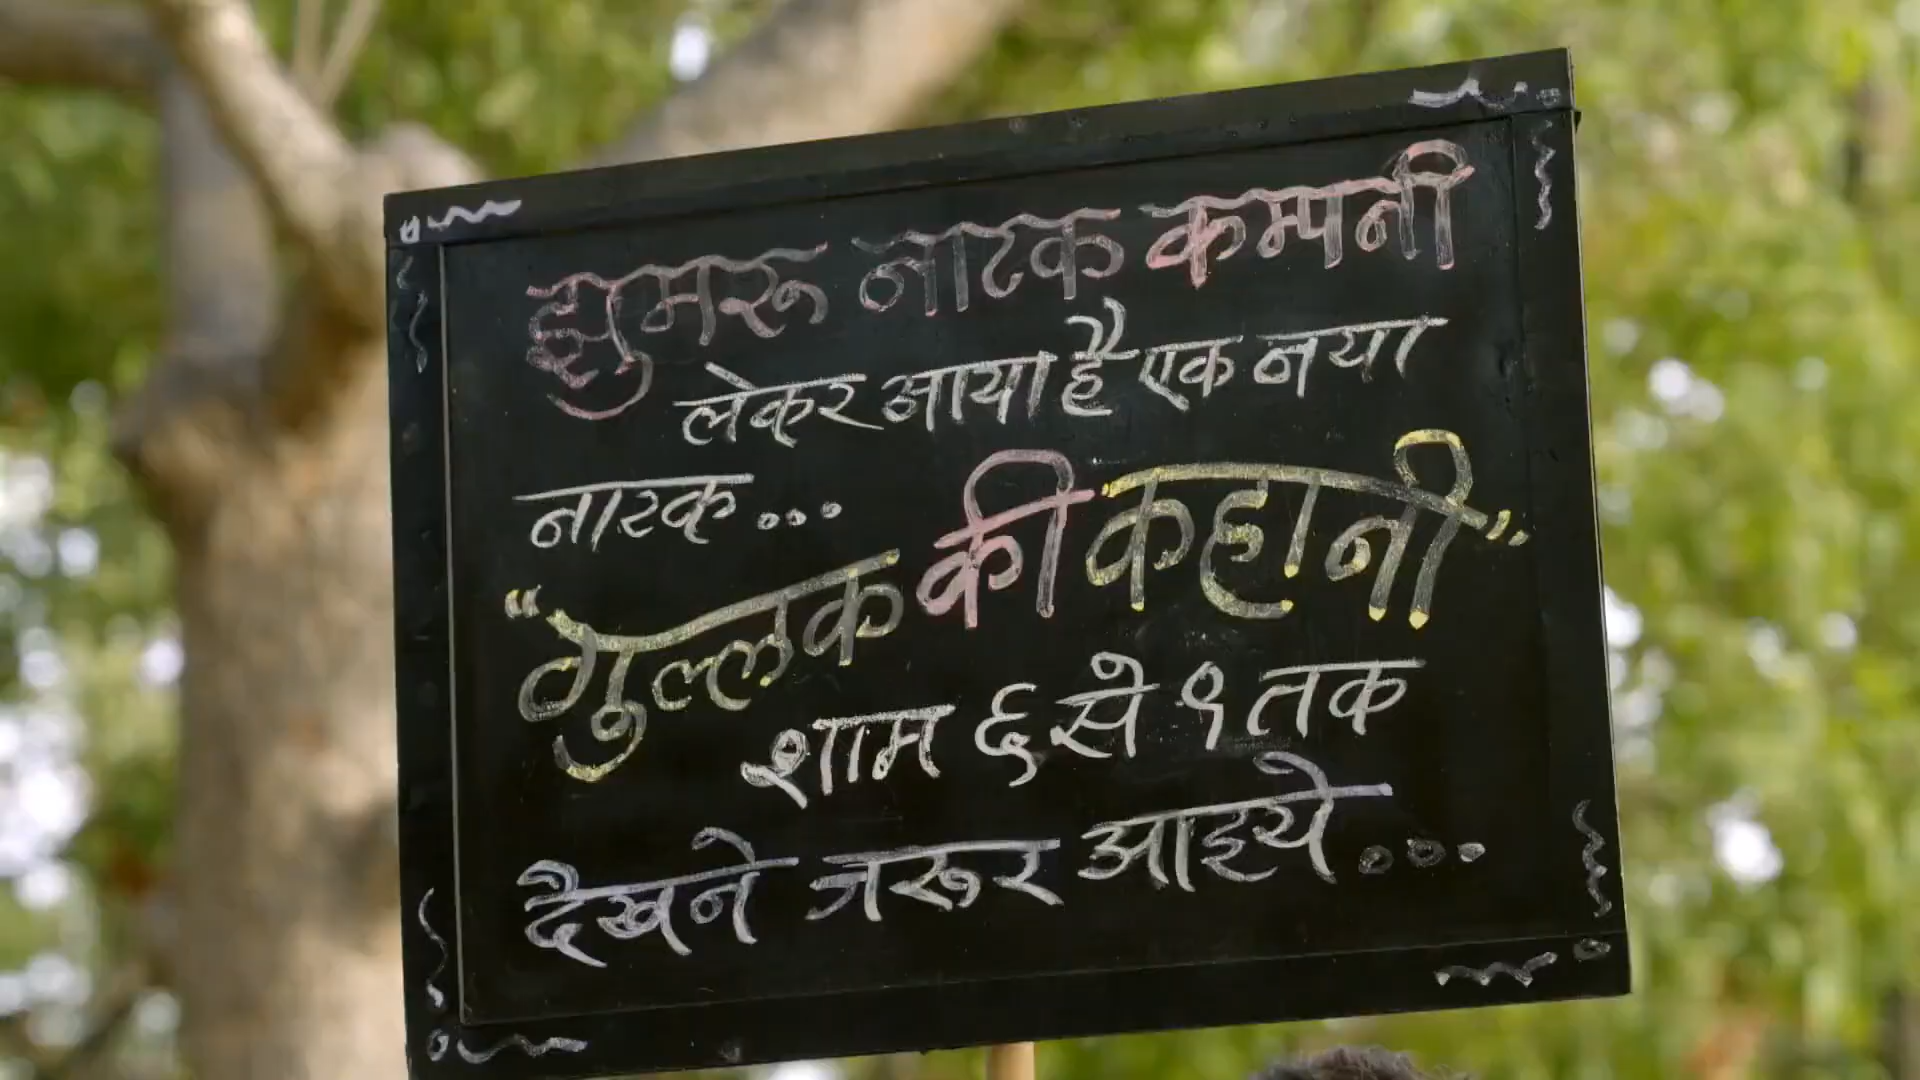 झुमरू नाटक कम्पनी
लेकर आया है एक नया
नाटक...
“गुल्लक की कहानी”
शाम ६ से ९ तक
देखने जरूर आइये...